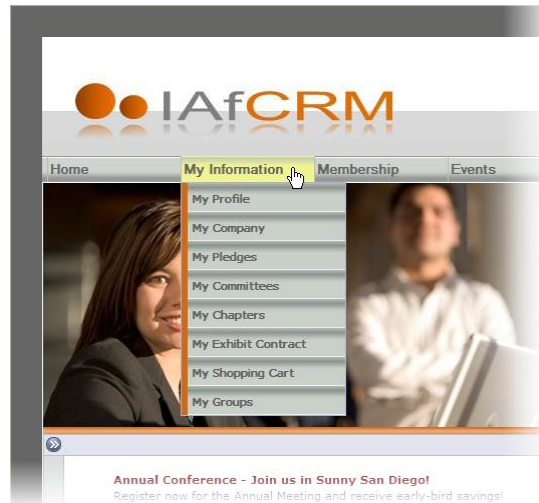 IAfCRM
Home My Information Membership Events
My Profile
My Company
My Pledges
My Committees
My Chapters
My Exhibit Contract
My Shopping Cart
My Groups
Annual Conference - Join us in Sunny San Diego!
Register now for the Annual Meeting and receive early-bird savings!